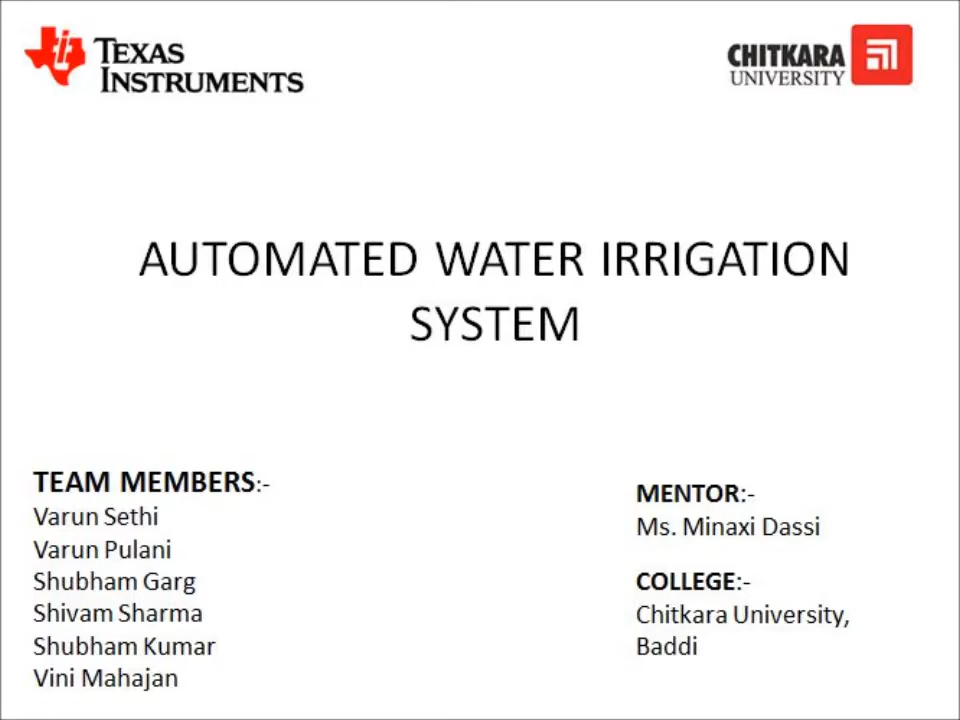 TEXAS
INSTRUMENTS
CHITKARA
UNIVERSITY
AUTOMATED WATER IRRIGATION
SYSTEM
TEAM MEMBERS:-
Varun Sethi
Varun Pulani
Shubham Garg
Shivam Sharma
Shubham Kumar
Vini Mahajan
MENTOR:-
Ms. Minaxi Dassi
COLLEGE:-
Chitkara University,
Baddi